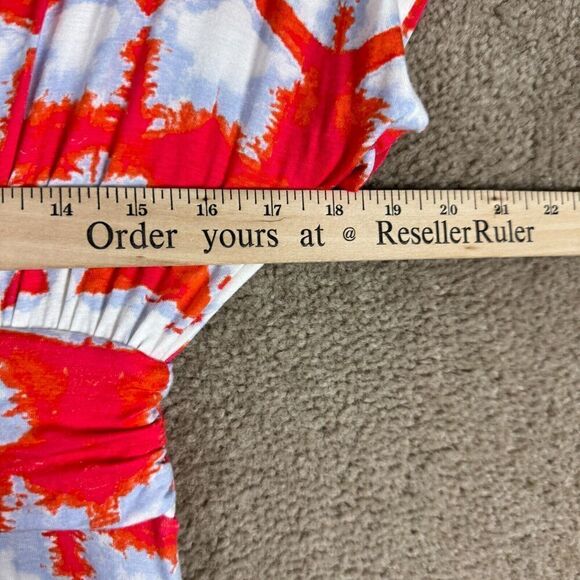 14 15 16 17 18 19 20 21 22
Order yours at @ ResellerRuler